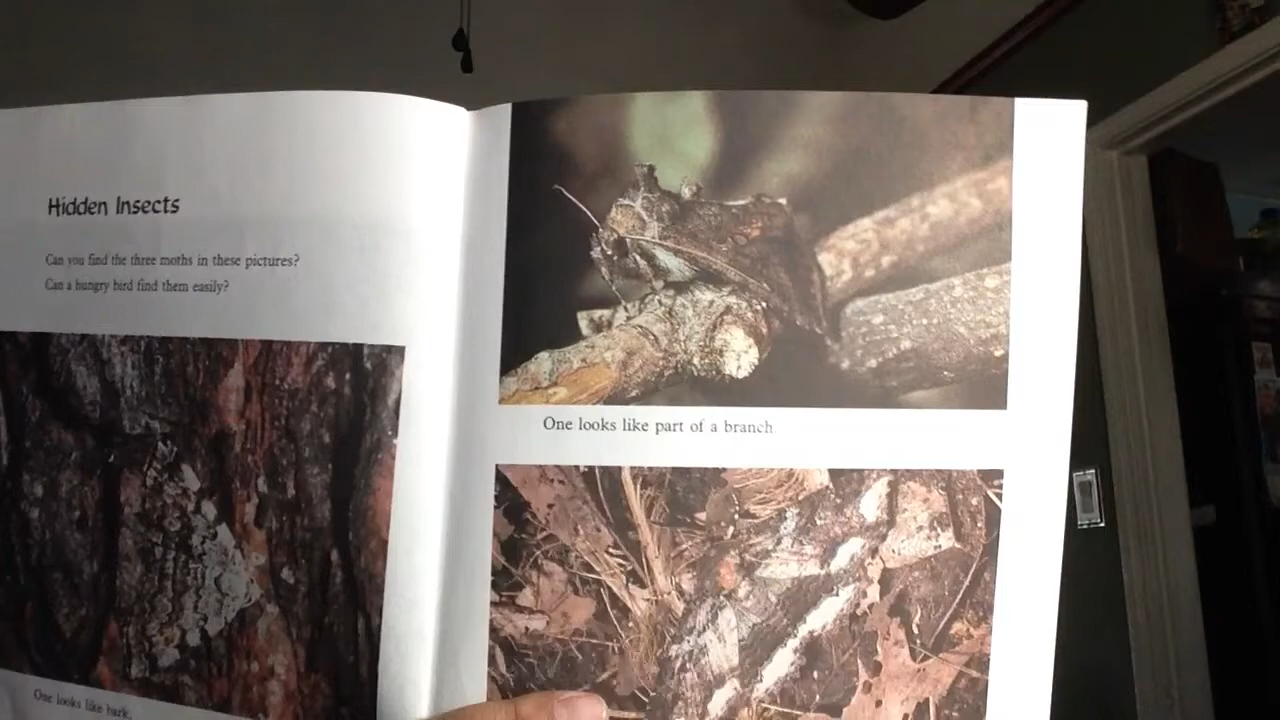 Hidden Insects
Can you find the three moths in these pictures?
Can a hungry bird find them easily?
One looks like bark.
One looks like part of a branch